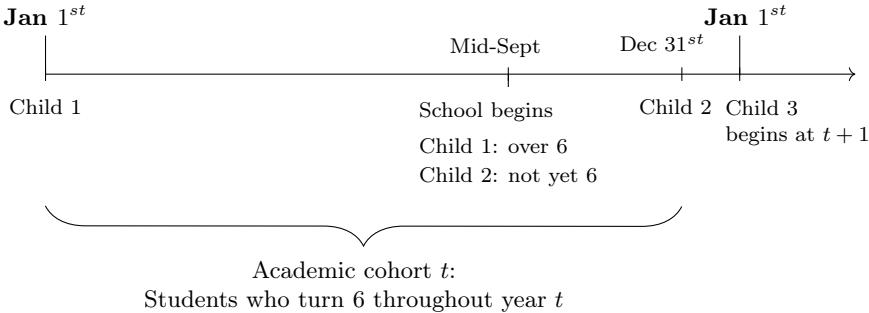 Jan 1st
Jan 1st
Mid-Sept
Dec 31st
Child 1
School begins
Child 2
Child 3
begins at t + 1
Child 1: over 6
Child 2: not yet 6
Academic cohort t:
Students who turn 6 throughout year t